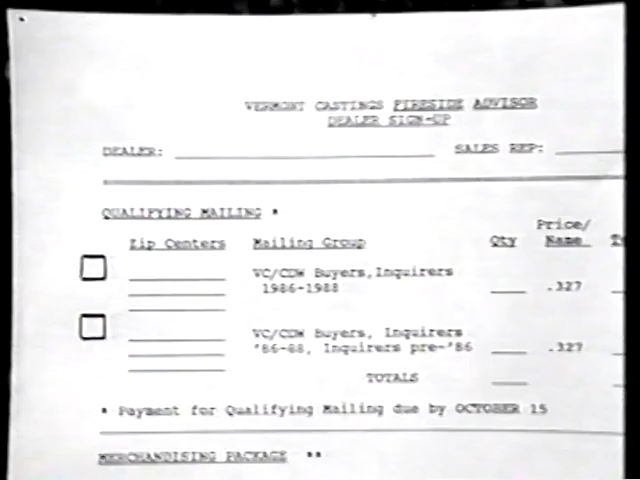 VERMONT CASTINGS FIRESIDE ADVISOR
DEALER SIGN-UP
DEALER: SALES REP:
QUALIFYING MAILING *
Zip Centers Mailing Group Qty Price/Name
VC/CDW Buyers, Inquirers
1986-1988 .327
VC/CDW Buyers, Inquirers
'86-88, Inquirers pre-'86 .327
TOTALS
* Payment for Qualifying Mailing due by OCTOBER 15
MERCHANDISING PACKAGE **